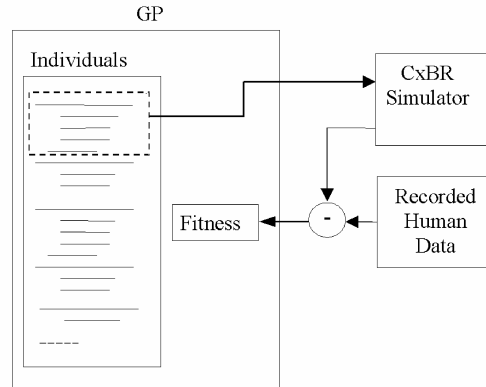 GP
Individuals
CxBR
Simulator
Fitness
-
Recorded
Human
Data